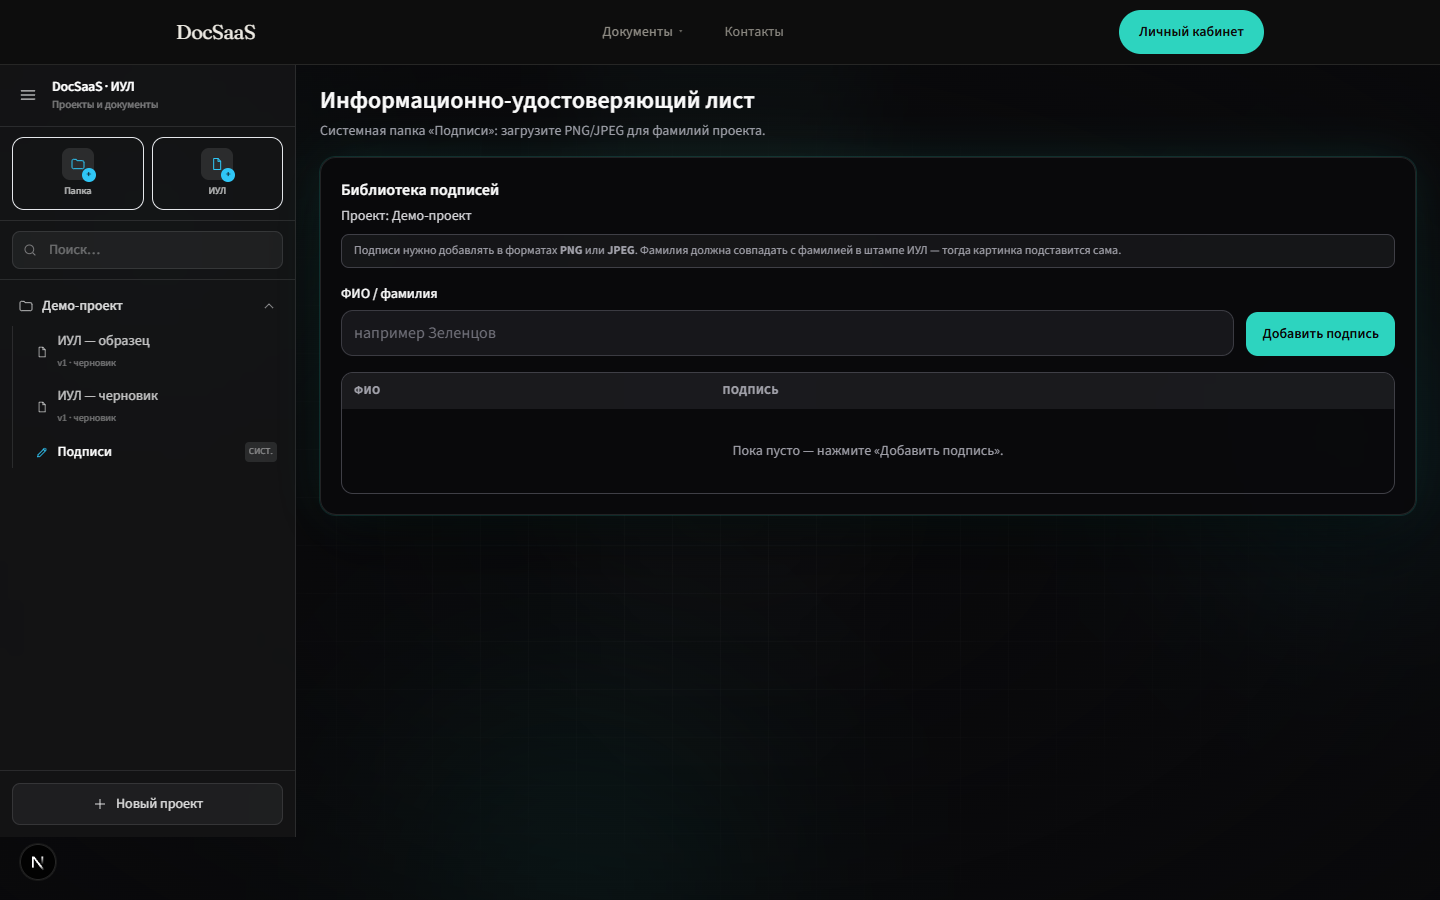 DocSaaS
Документы
Контакты
Личный кабинет
DocSaaS · ИУЛ
Проекты и документы
Папка
ИУЛ
Поиск...
Демо-проект
ИУЛ — образец
v1 · черновик
ИУЛ — черновик
v1 · черновик
Подписи
СИСТ.
Новый проект
Информационно-удостоверяющий лист
Системная папка «Подписи»: загрузите PNG/JPEG для фамилий проекта.
Библиотека подписей
Проект: Демо-проект
Подписи нужно добавлять в форматах PNG или JPEG. Фамилия должна совпадать с фамилией в штампе ИУЛ — тогда картинка подставится сама.
ФИО / фамилия
например Зеленцов
Добавить подпись
ФИО
ПОДПИСЬ
Пока пусто — нажмите «Добавить подпись».
N